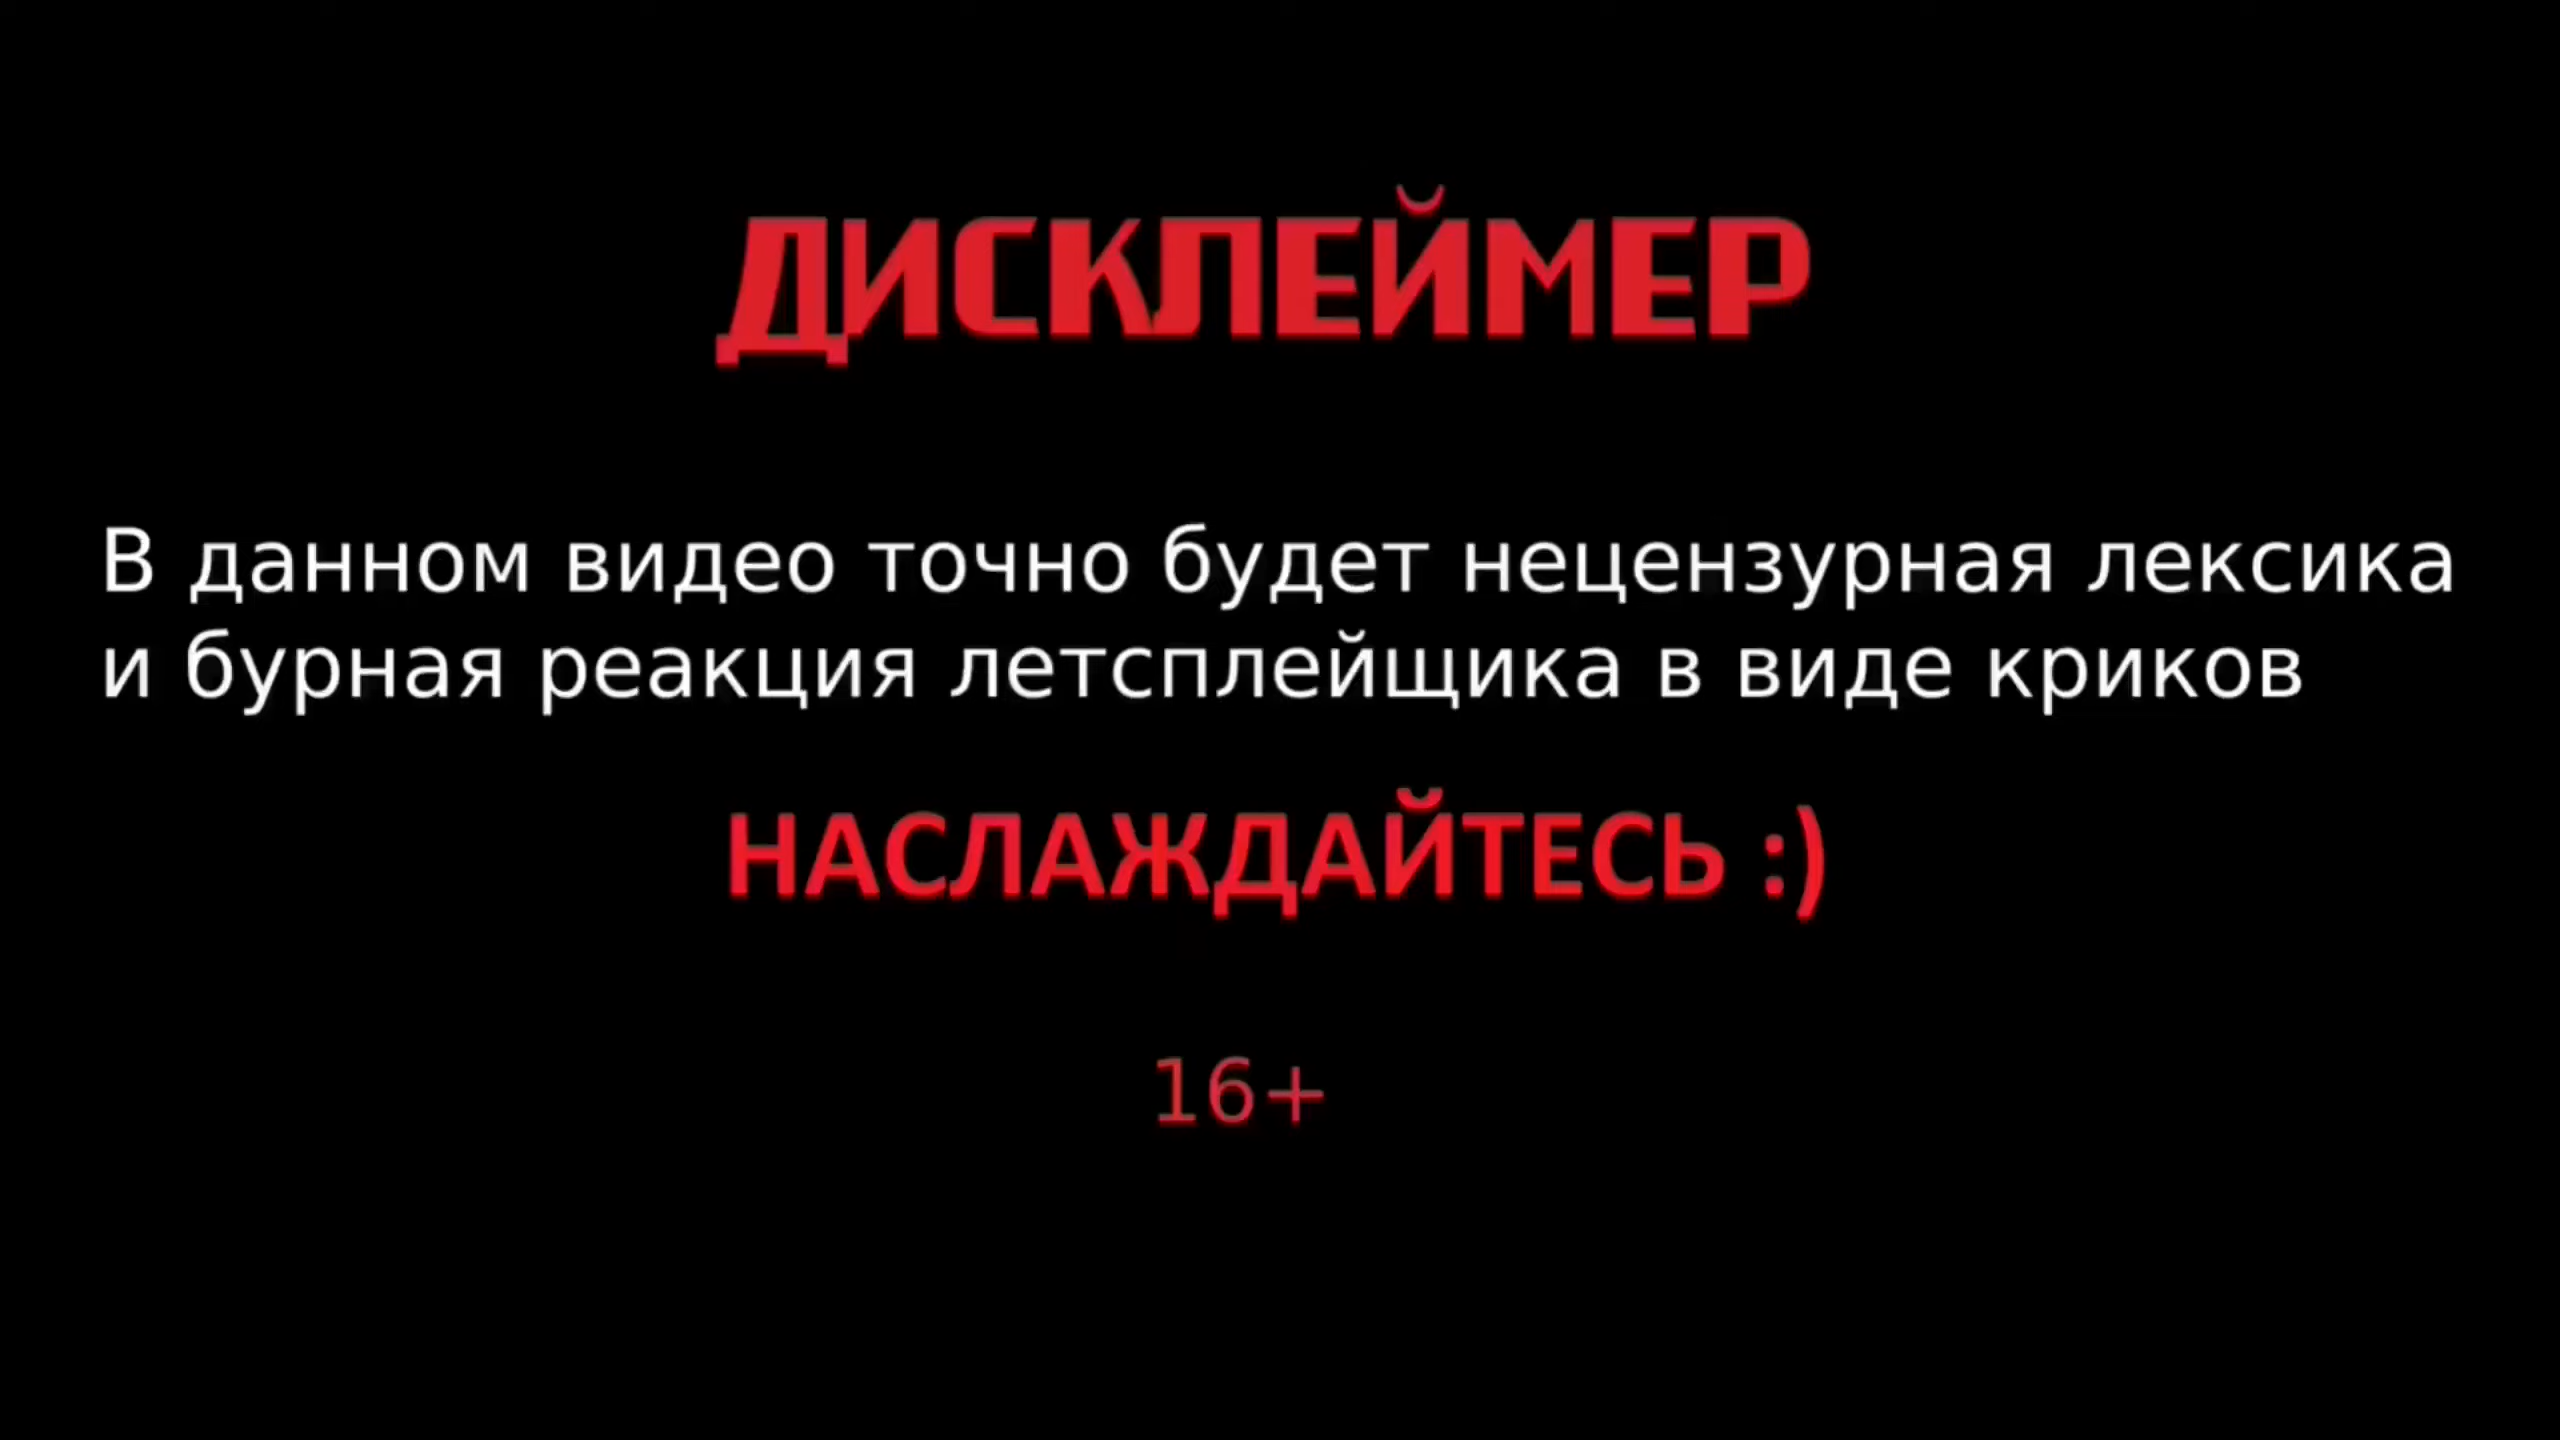 ДИСКЛЕЙМЕР
В данном видео точно будет нецензурная лексика
и бурная реакция летсплейщика в виде криков
НАСЛАЖДАЙТЕСЬ :)
16+